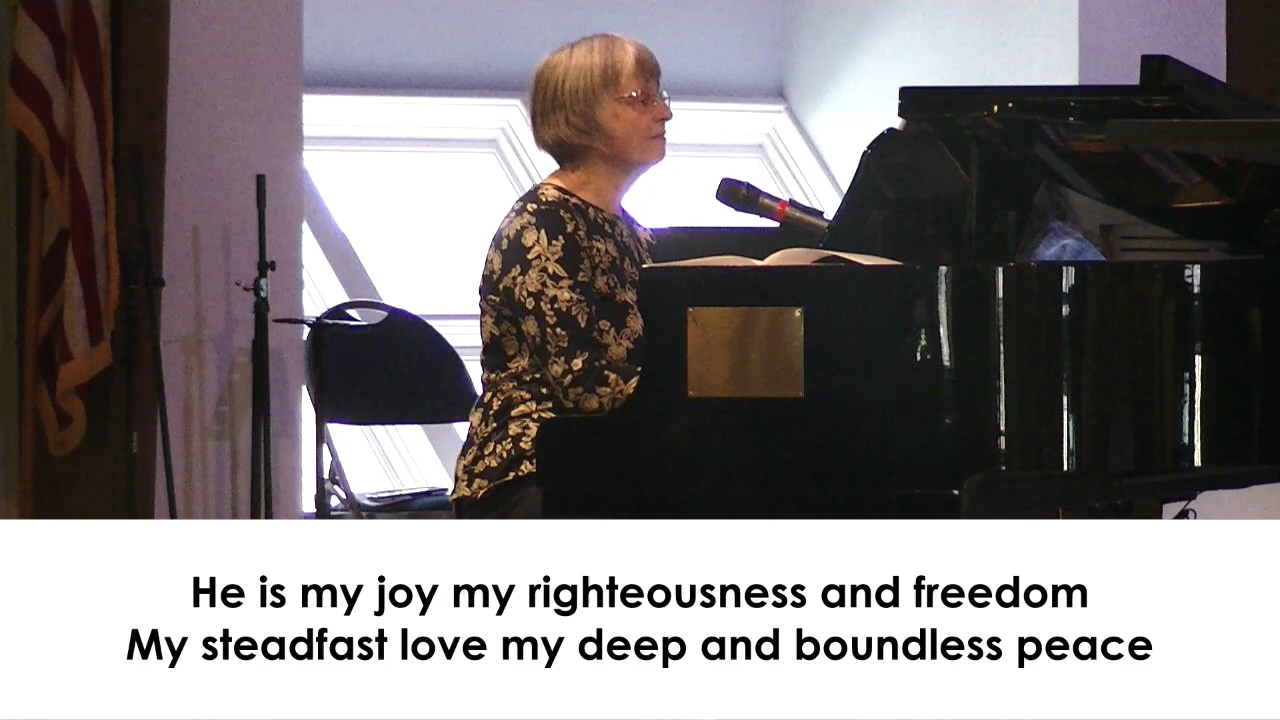 He is my joy my righteousness and freedom
My steadfast love my deep and boundless peace